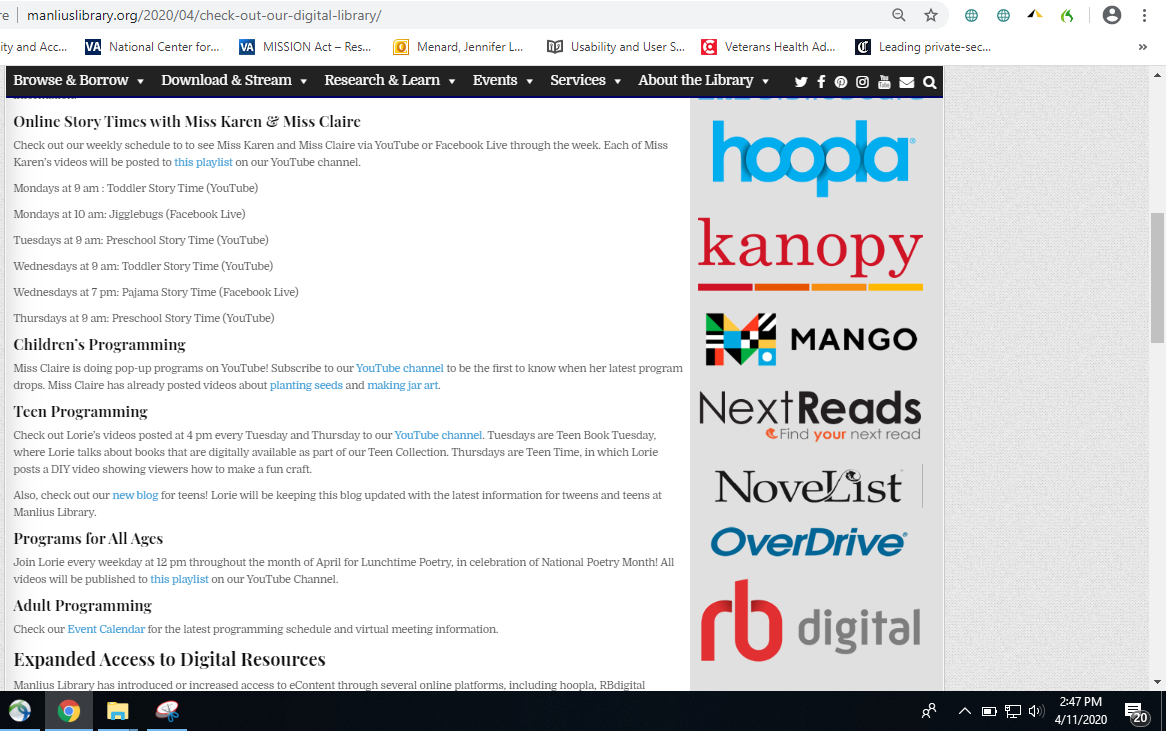 re manliuslibrary.org/2020/04/check-out-our-digital-library/
ity and Acc... VA National Center for... VA MISSION Act – Res... Menard, Jennifer L... Usability and User S... Veterans Health Ad... Leading private-sec... »
Browse & Borrow Download & Stream Research & Learn Events Services About the Library
Online Story Times with Miss Karen & Miss Claire
Check out our weekly schedule to to see Miss Karen and Miss Claire via YouTube or Facebook Live through the week. Each of Miss
Karen's videos will be posted to this playlist on our YouTube channel.
Mondays at 9 am : Toddler Story Time (YouTube)
Mondays at 10 am: Jigglebugs (Facebook Live)
Tuesdays at 9 am: Preschool Story Time (YouTube)
Wednesdays at 9 am: Toddler Story Time (YouTube)
Wednesdays at 7 pm: Pajama Story Time (Facebook Live)
Thursdays at 9 am: Preschool Story Time (YouTube)
Children's Programming
Miss Claire is doing pop-up programs on YouTube! Subscribe to our YouTube channel to be the first to know when her latest program
drops. Miss Claire has already posted videos about planting seeds and making jar art.
Teen Programming
Check out Lorie's videos posted at 4 pm every Tuesday and Thursday to our YouTube channel. Tuesdays are Teen Book Tuesday,
where Lorie talks about books that are digitally available as part of our Teen Collection. Thursdays are Teen Time, in which Lorie
posts a DIY video showing viewers how to make a fun craft.
Also, check out our new blog for teens! Lorie will be keeping this blog updated with the latest information for tweens and teens at
Manlius Library.
Programs for All Ages
Join Lorie every weekday at 12 pm throughout the month of April for Lunchtime Poetry, in celebration of National Poetry Month! All
videos will be published to this playlist on our YouTube Channel.
Adult Programming
Check our Event Calendar for the latest programming schedule and virtual meeting information.
Expanded Access to Digital Resources
Manlius Library has introduced or increased access to eContent through several online platforms, including hoopla, RBdigital
hoopla®
kanopy
MANGO
NextReads
Find your next read
NoveList
OverDrive®
rb digital
2:47 PM
4/11/2020
20